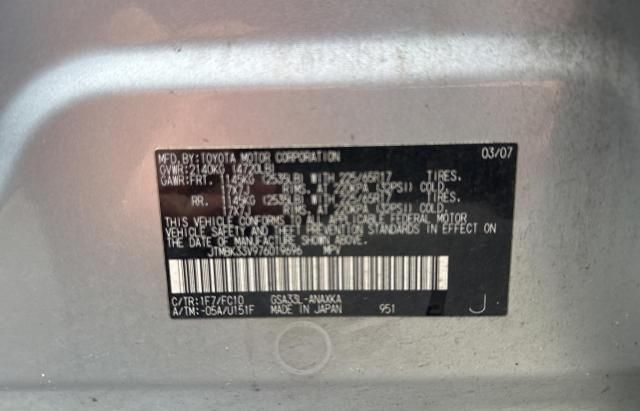 MFD.BY:TOYOTA MOTOR CORPORATION 03/07
GVWR:2140KG (4720LB)
GAWR:FRT. 1145KG (2535LB) WITH 225/65R17 TIRES.
17X7J RIMS, AT 220KPA (32PSI) COLD.
RR. 1145KG (2535LB) WITH 225/65R17 TIRES.
17X7J RIMS, AT 220KPA (32PSI) COLD.
THIS VEHICLE CONFORMS TO ALL APPLICABLE FEDERAL MOTOR
VEHICLE SAFETY AND THEFT PREVENTION STANDARDS IN EFFECT
ON THE DATE OF MANUFACTURE SHOWN ABOVE.
JTMBK33V976019696 MPV
C/TR:1F7/FC10 GSA33L-ANAXKA
A/TM:-05A/U151F MADE IN JAPAN 951 J